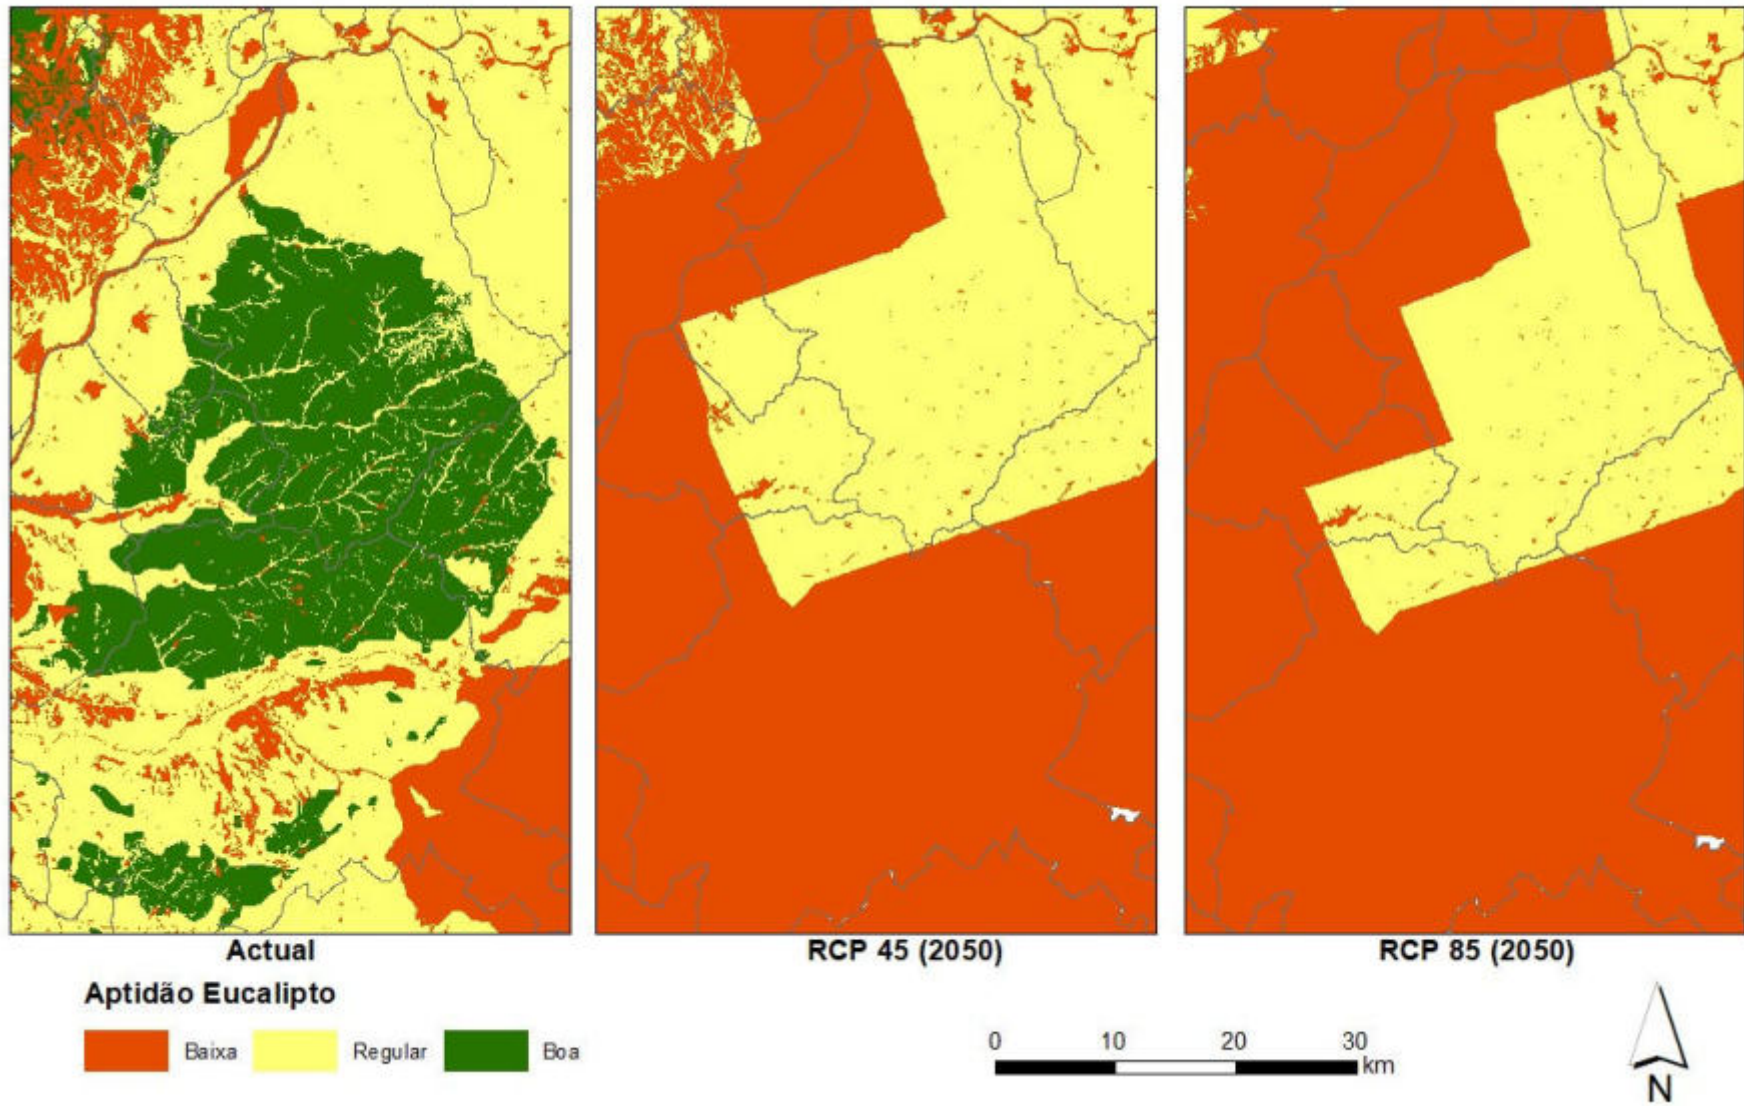 Actual
RCP 45 (2050)
RCP 85 (2050)
Aptidão Eucalipto
Baixa
Regular
Boa
0 10 20 30
km
N